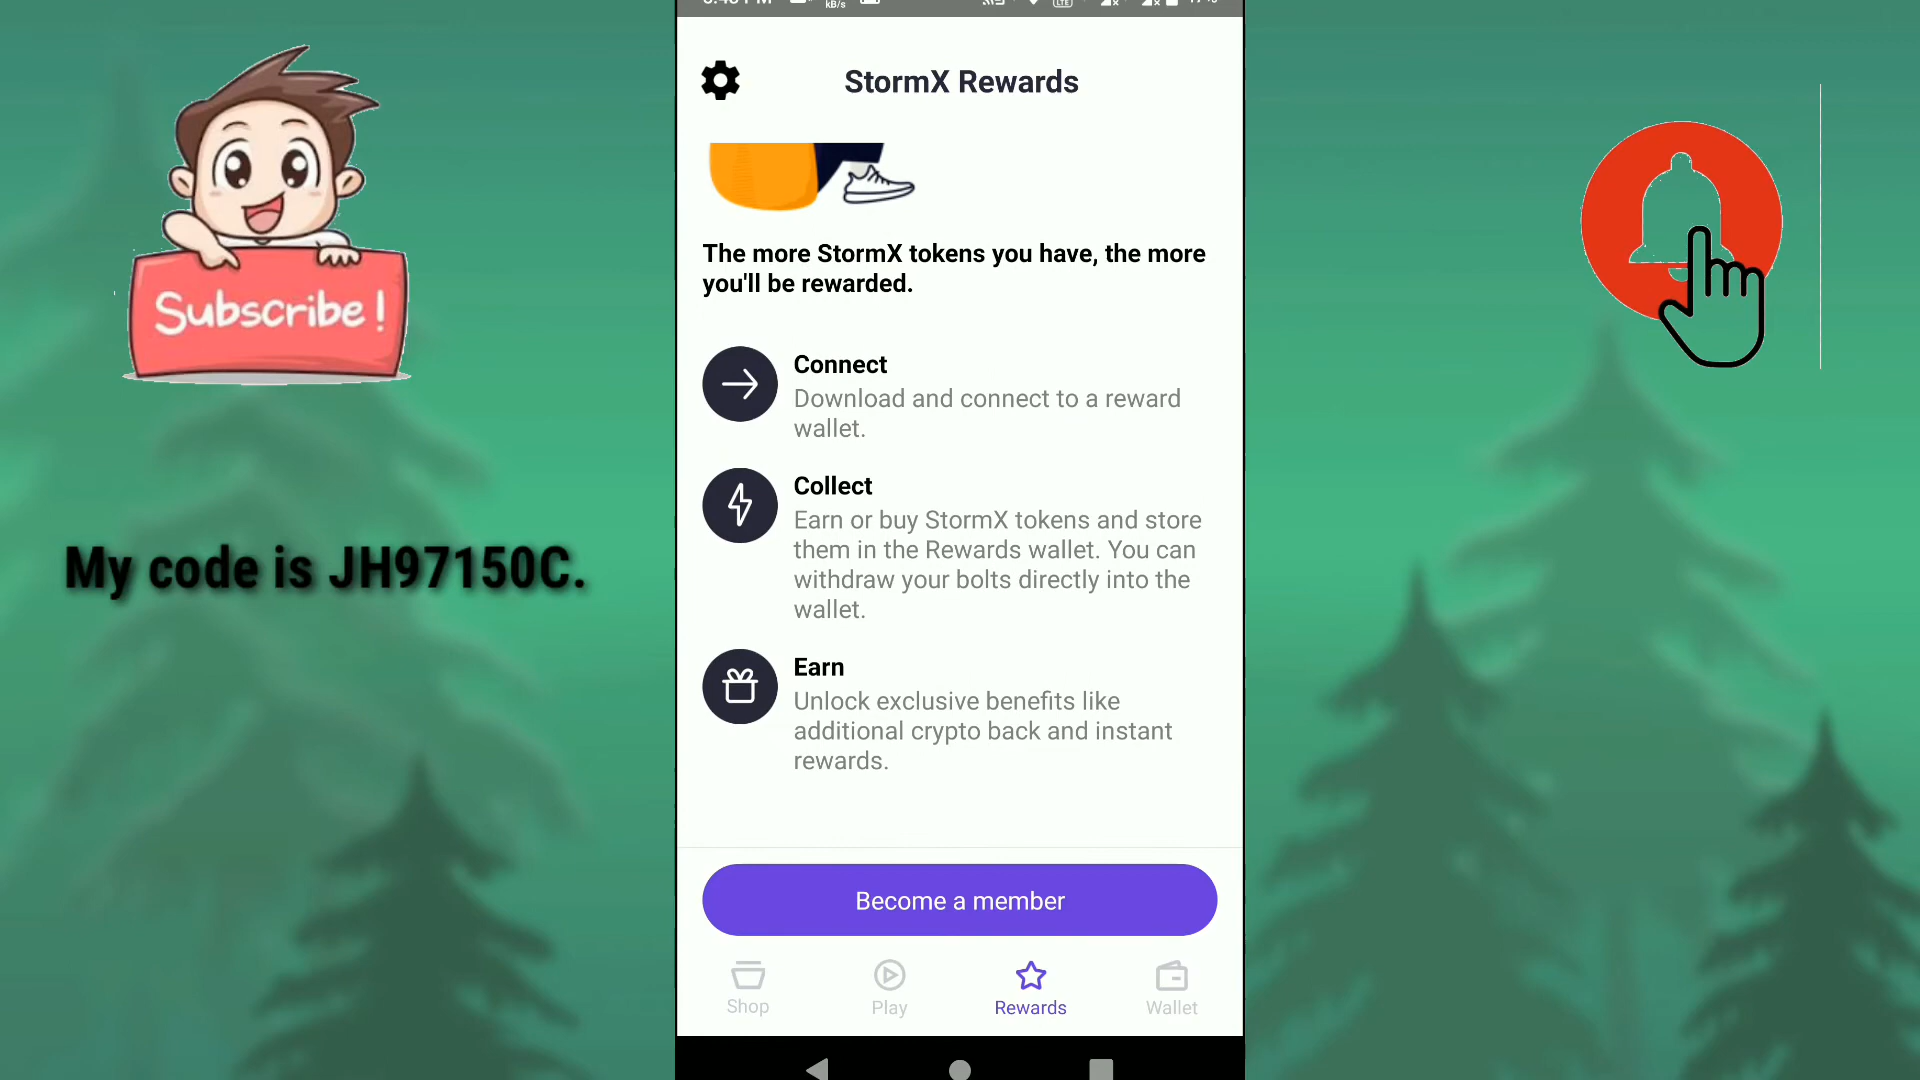 kB/s
LTE
StormX Rewards
Subscribe!
The more StormX tokens you have, the more
you'll be rewarded.
Connect
Download and connect to a reward
wallet.
Collect
Earn or buy StormX tokens and store
them in the Rewards wallet. You can
withdraw your bolts directly into the
wallet.
My code is JH97150C.
Earn
Unlock exclusive benefits like
additional crypto back and instant
rewards.
Become a member
Shop
Play
Rewards
Wallet